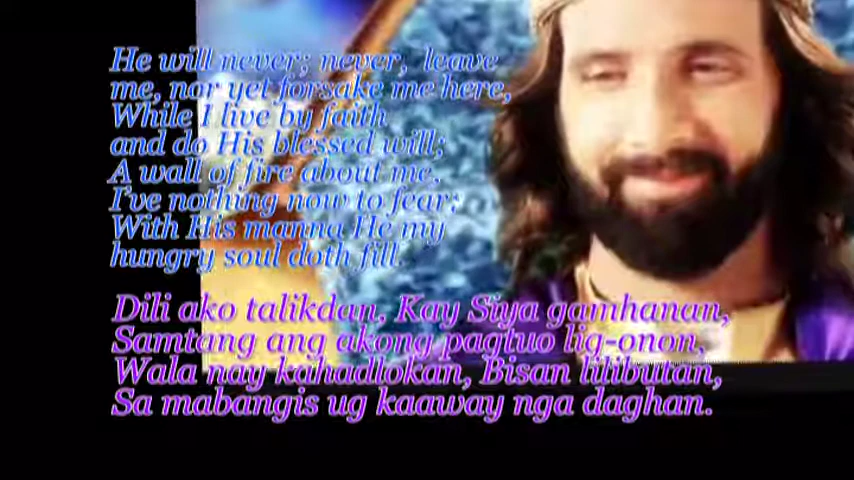 He will never; never, leave
me, nor yet forsake me here,
While I live by faith
and do His blessed will;
A wall of fire about me,
I've nothing now to fear;
With His manna He my
hungry soul doth fill.
Dili ako talikdan, Kay Siya gamhanan,
Samtang ang akong pagtuo lig-onon,
Wala nay kahadlokan, Bisan lilibutan,
Sa mabangis ug kaaway nga daghan.